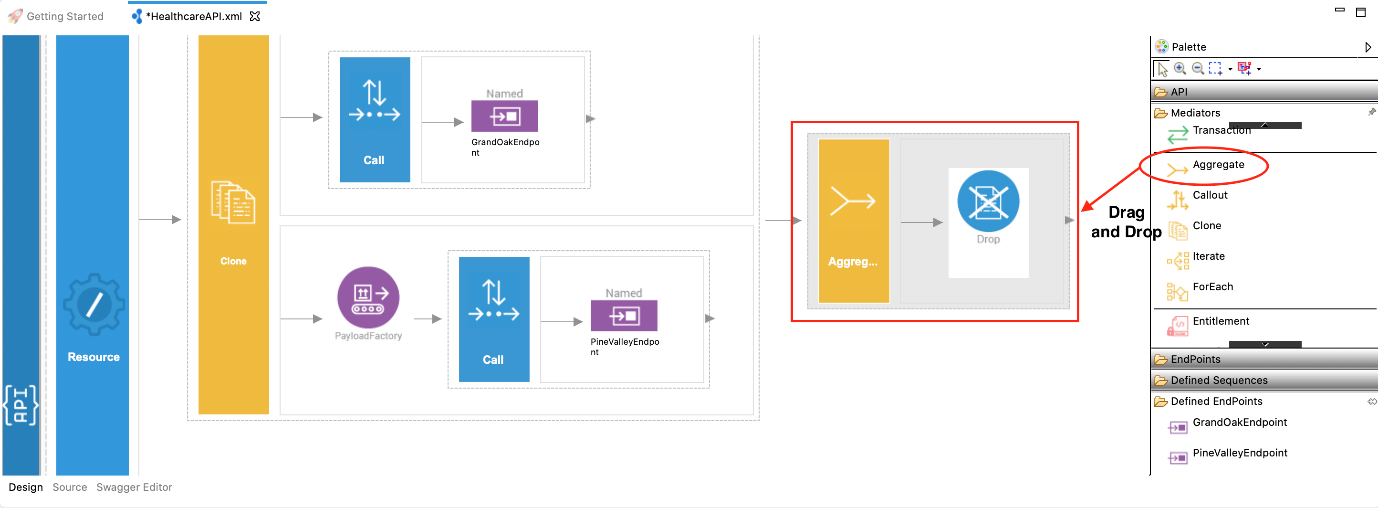 Getting Started
*HealthcareAPI.xml
Palette
API
Mediators
Transaction
Aggregate
Callout
Clone
Iterate
ForEach
Entitlement
EndPoints
Defined Sequences
Defined EndPoints
GrandOakEndpoint
PineValleyEndpoint
{API}
Resource
Clone
Call
Named
GrandOakEndpo
nt
PayloadFactory
Call
Named
PineValleyEndpo
nt
Aggreg...
Drop
Drag
and Drop
Design
Source
Swagger Editor